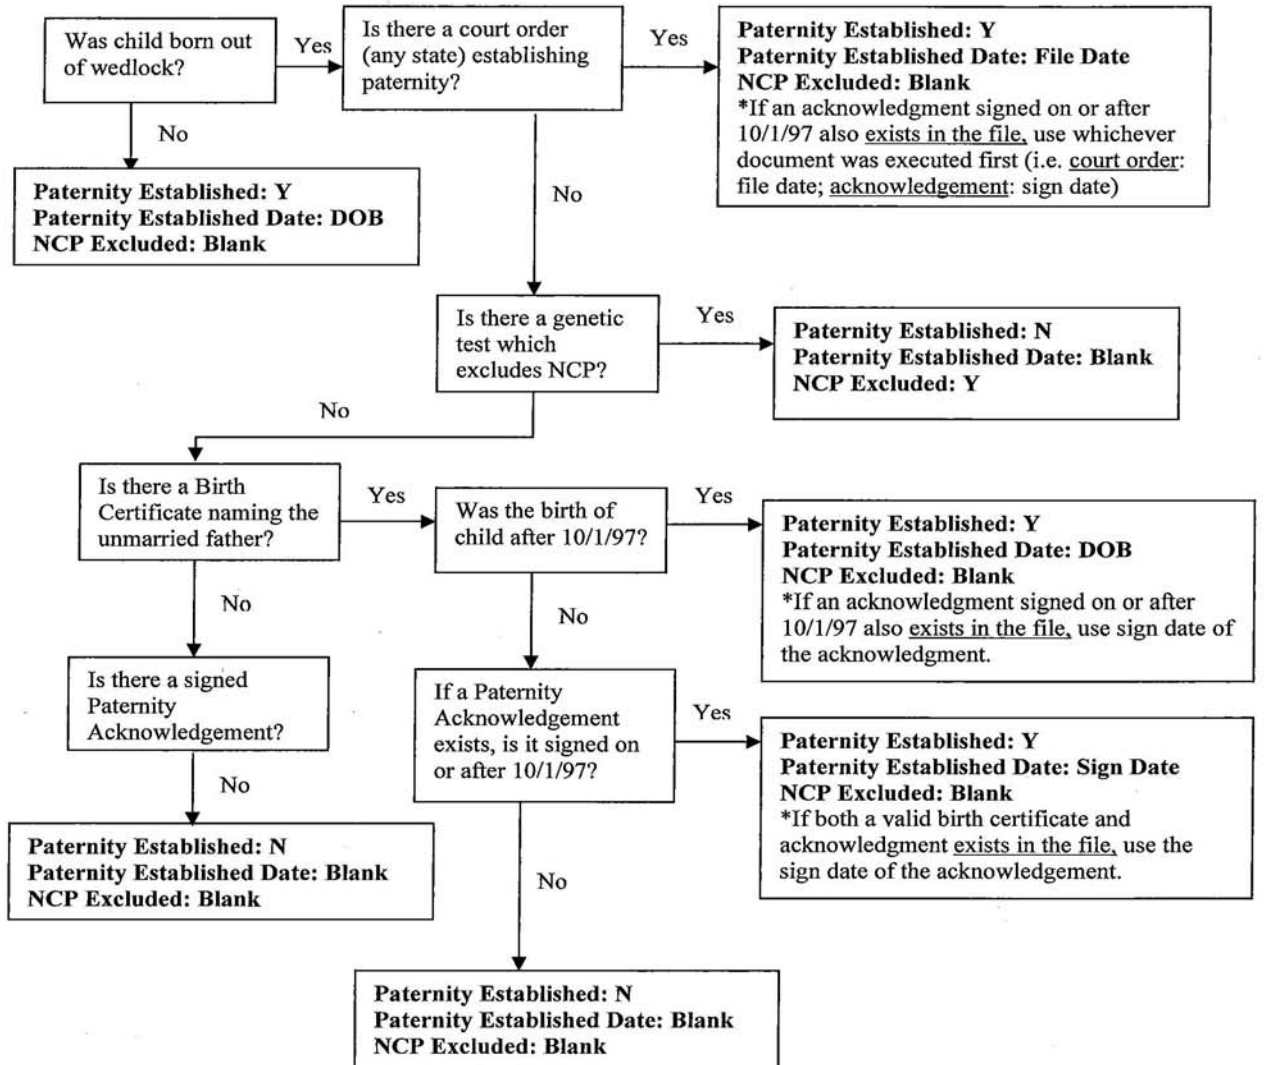 Was child born out
of wedlock?
Yes
Is there a court order
(any state) establishing
paternity?
Yes
Paternity Established: Y
Paternity Established Date: File Date
NCP Excluded: Blank
*If an acknowledgment signed on or after
10/1/97 also exists in the file, use whichever
document was executed first (i.e. court order:
file date; acknowledgement: sign date)
No
Paternity Established: Y
Paternity Established Date: DOB
NCP Excluded: Blank
No
Is there a genetic
test which
excludes NCP?
Yes
Paternity Established: N
Paternity Established Date: Blank
NCP Excluded: Y
No
Is there a Birth
Certificate naming the
unmarried father?
Yes
Was the birth of
child after 10/1/97?
Yes
Paternity Established: Y
Paternity Established Date: DOB
NCP Excluded: Blank
*If an acknowledgment signed on or after
10/1/97 also exists in the file, use sign date of
the acknowledgment.
No
No
Is there a signed
Paternity
Acknowledgement?
If a Paternity
Acknowledgement
exists, is it signed on
or after 10/1/97?
Yes
Paternity Established: Y
Paternity Established Date: Sign Date
NCP Excluded: Blank
*If both a valid birth certificate and
acknowledgment exists in the file, use the
sign date of the acknowledgement.
No
Paternity Established: N
Paternity Established Date: Blank
NCP Excluded: Blank
No
Paternity Established: N
Paternity Established Date: Blank
NCP Excluded: Blank